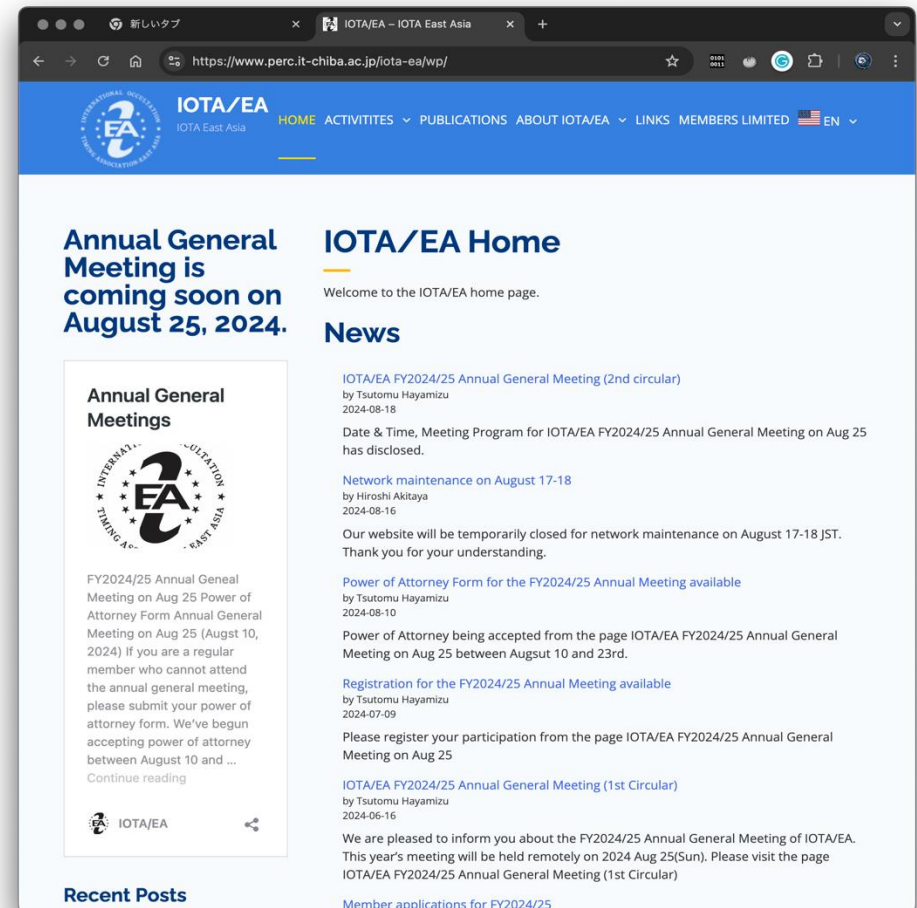 新しいタブ
IOTA/EA – IOTA East Asia
https://www.perc.it-chiba.ac.jp/iota-ea/wp/
0101
0011
INTERNATIONAL OCCULTATION
EA
TIMING ASSOCIATION-EAST ASIA
IOTA/EA
IOTA East Asia
HOME ACTIVITITES PUBLICATIONS ABOUT IOTA/EA LINKS MEMBERS LIMITED EN
Annual General
Meeting is
coming soon on
August 25, 2024.
Annual General
Meetings
EA
FY2024/25 Annual Geneal
Meeting on Aug 25 Power of
Attorney Form Annual General
Meeting on Aug 25 (Augst 10,
2024) If you are a regular
member who cannot attend
the annual general meeting,
please submit your power of
attorney form. We've begun
accepting power of attorney
between August 10 and ...
Continue reading
IOTA/EA
Recent Posts
IOTA/EA Home
Welcome to the IOTA/EA home page.
News
IOTA/EA FY2024/25 Annual General Meeting (2nd circular)
by Tsutomu Hayamizu
2024-08-18
Date & Time, Meeting Program for IOTA/EA FY2024/25 Annual General Meeting on Aug 25
has disclosed.
Network maintenance on August 17-18
by Hiroshi Akitaya
2024-08-16
Our website will be temporarily closed for network maintenance on August 17-18 JST.
Thank you for your understanding.
Power of Attorney Form for the FY2024/25 Annual Meeting available
by Tsutomu Hayamizu
2024-08-10
Power of Attorney being accepted from the page IOTA/EA FY2024/25 Annual General
Meeting on Aug 25 between Augsut 10 and 23rd.
Registration for the FY2024/25 Annual Meeting available
by Tsutomu Hayamizu
2024-07-09
Please register your participation from the page IOTA/EA FY2024/25 Annual General
Meeting on Aug 25
IOTA/EA FY2024/25 Annual General Meeting (1st Circular)
by Tsutomu Hayamizu
2024-06-16
We are pleased to inform you about the FY2024/25 Annual General Meeting of IOTA/EA.
This year's meeting will be held remotely on 2024 Aug 25(Sun). Please visit the page
IOTA/EA FY2024/25 Annual General Meeting (1st Circular)
Member applications for FY2024/25